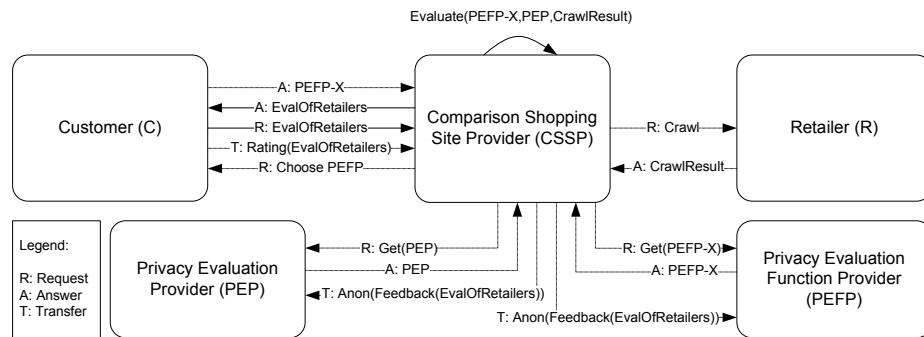 Evaluate(PEFP-X,PEP,CrawlResult)
Customer (C)
A: PEFP-X
A: EvalOfRetailers
R: EvalOfRetailers
T: Rating(EvalOfRetailers)
R: Choose PEFP
Comparison Shopping
Site Provider (CSSP)
R: Crawl
A: CrawlResult
Retailer (R)
Legend:
R: Request
A: Answer
T: Transfer
Privacy Evaluation
Provider (PEP)
R: Get(PEP)
A: PEP
T: Anon(Feedback(EvalOfRetailers))
R: Get(PEFP-X)
A: PEFP-X
T: Anon(Feedback(EvalOfRetailers))
Privacy Evaluation
Function Provider
(PEFP)